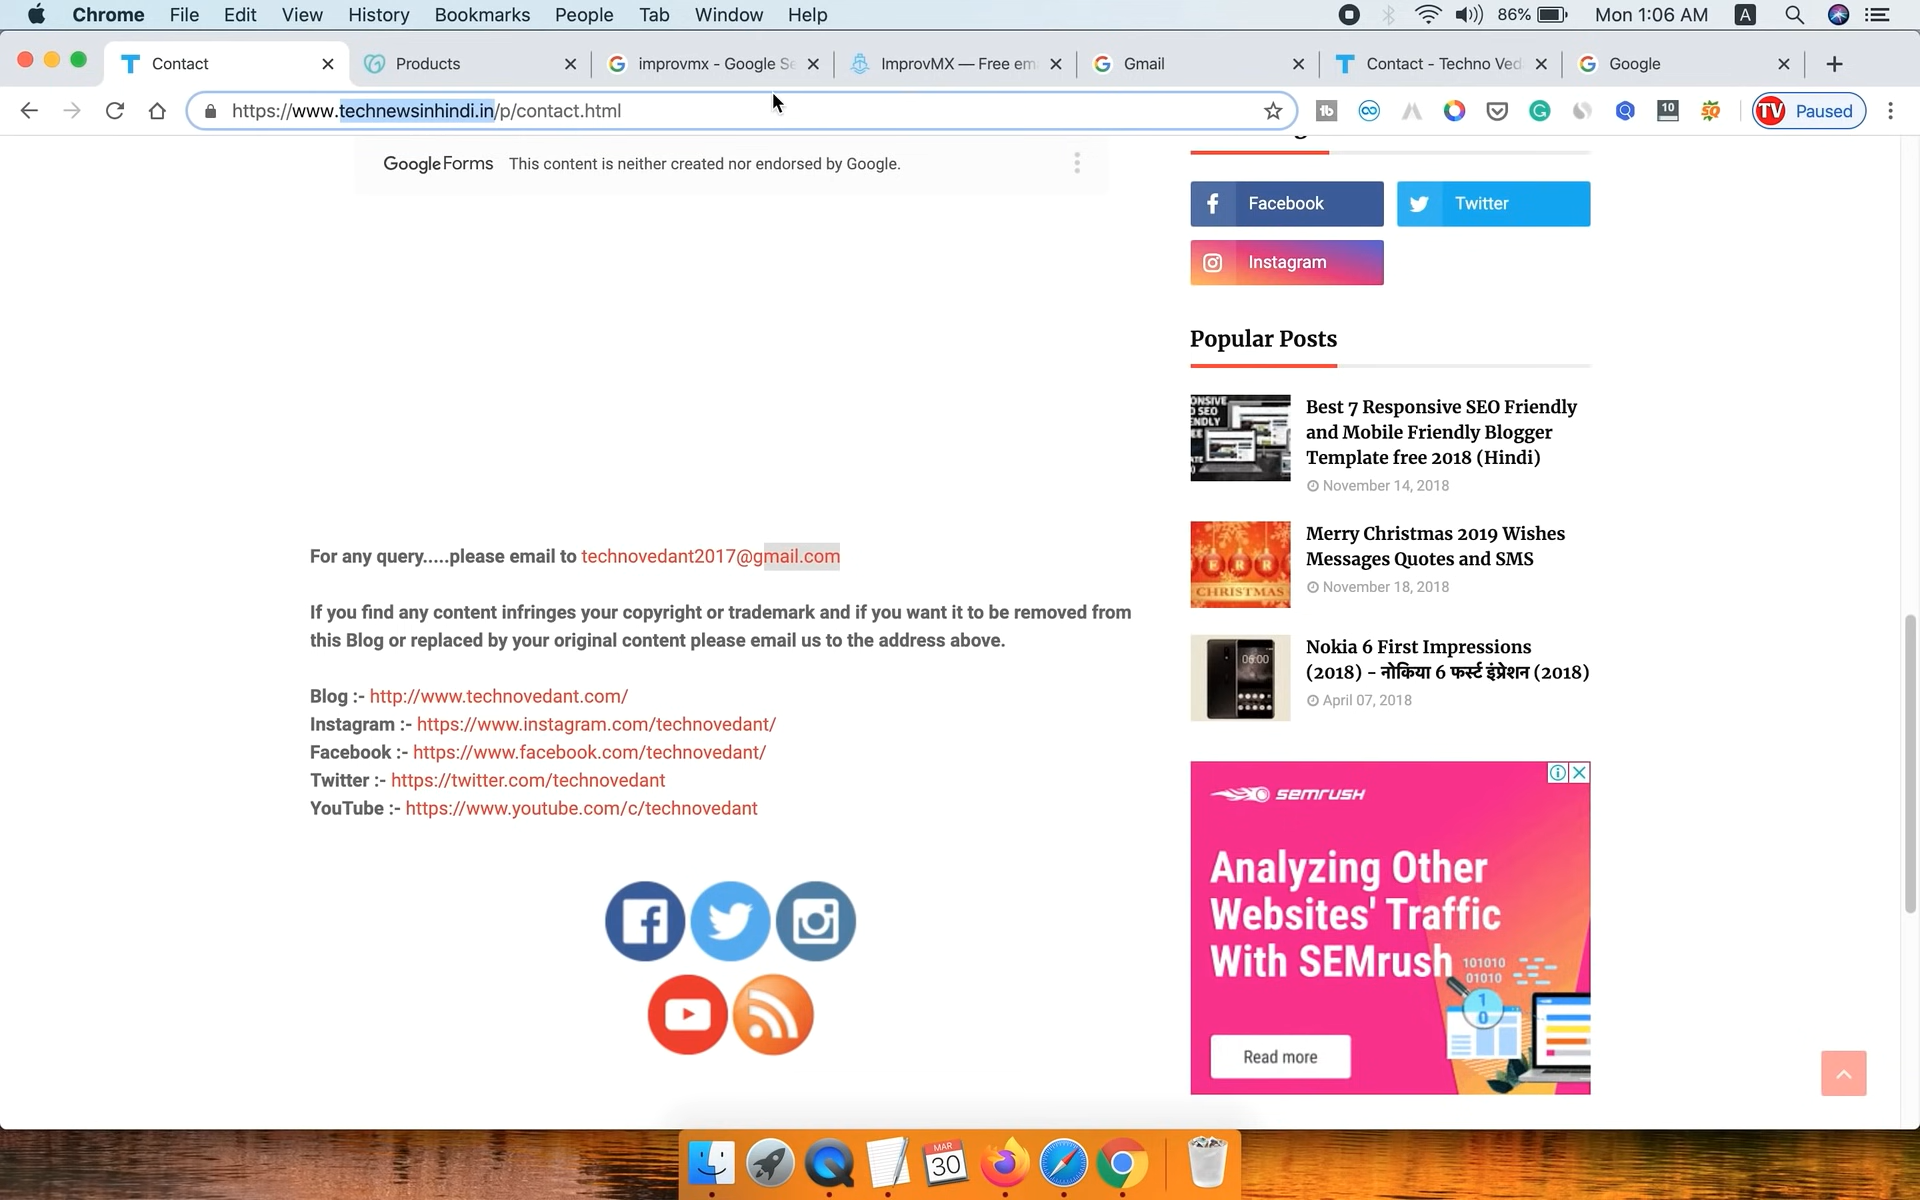 Chrome File Edit View History Bookmarks People Tab Window Help 86% Mon 1:06 AM A
Contact
Products
improvmx - Google Se
ImprovMX — Free em
Gmail
Contact - Techno Ved
Google
https://www.technewsinhindi.in/p/contact.html
10
TV Paused
Google Forms This content is neither created nor endorsed by Google.
Facebook
Twitter
Instagram
Popular Posts
Best 7 Responsive SEO Friendly
and Mobile Friendly Blogger
Template free 2018 (Hindi)
November 14, 2018
Merry Christmas 2019 Wishes
Messages Quotes and SMS
November 18, 2018
Nokia 6 First Impressions
(2018) - नोकिया 6 फर्स्ट इंप्रेशन (2018)
April 07, 2018
For any query.....please email to technovedant2017@gmail.com
If you find any content infringes your copyright or trademark and if you want it to be removed from
this Blog or replaced by your original content please email us to the address above.
Blog :- http://www.technovedant.com/
Instagram :- https://www.instagram.com/technovedant/
Facebook :- https://www.facebook.com/technovedant/
Twitter :- https://twitter.com/technovedant
YouTube :- https://www.youtube.com/c/technovedant
semrush
Analyzing Other
Websites' Traffic
With SEMrush
101010
01010
1
0
Read more
MAR
30